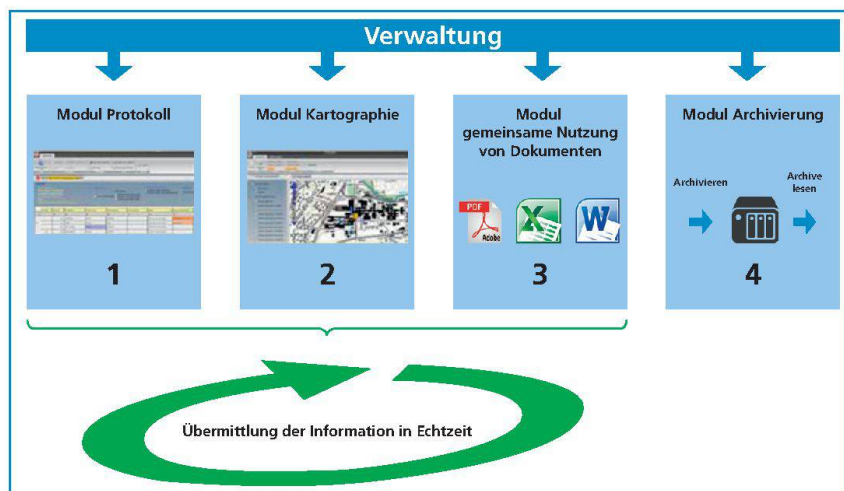 Verwaltung
Modul Protokoll
1
Modul Kartographie
2
Modul
gemeinsame Nutzung
von Dokumenten
PDF
Adobe
X
W
3
Modul Archivierung
Archivieren
Archive
lesen
4
Übermittlung der Information in Echtzeit